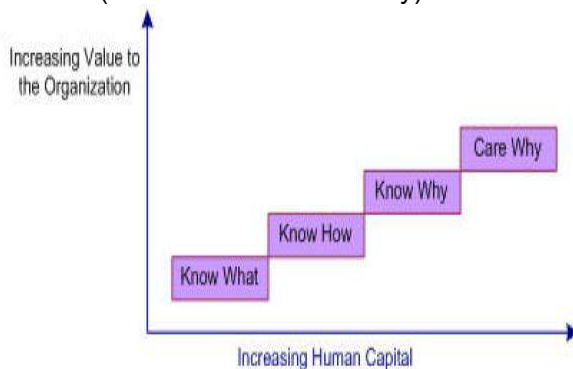 Increasing Value to
the Organization
Care Why
Know Why
Know How
Know What
Increasing Human Capital